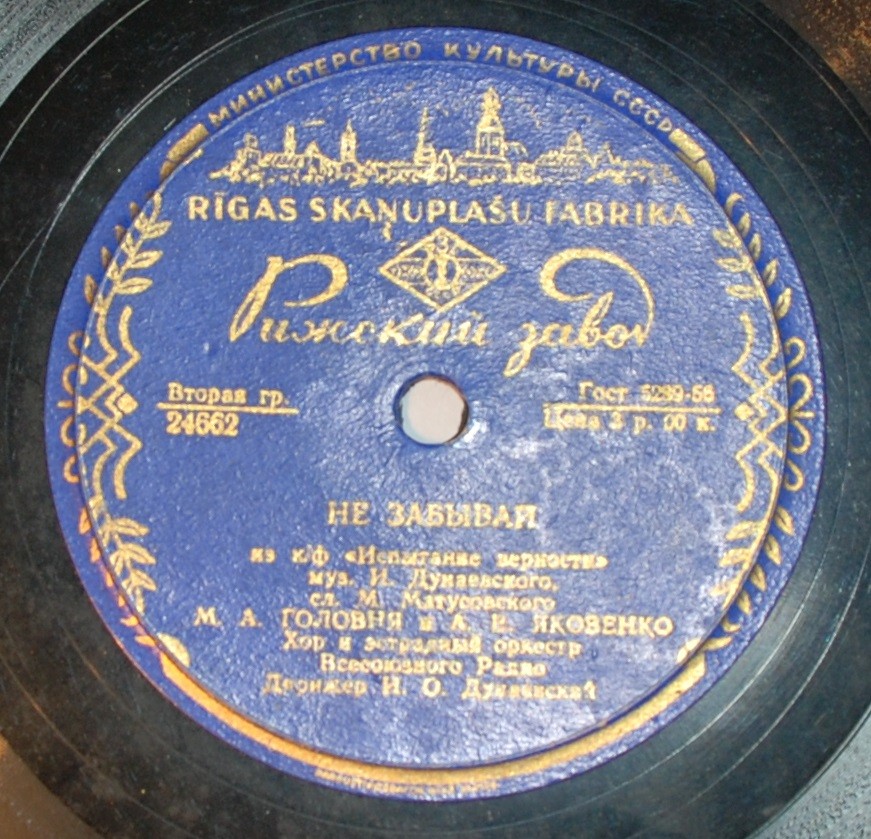 МИНИСТЕРСТВО КУЛЬТУРЫ СССР
RĪGAS SKAŅUPLAŠU FABRIKA
Рижский завод
Вторая гр.
24662
Гост 5289-56
Цена 3 р. 00 к.
НЕ ЗАБЫВАЙ
из к/ф «Испытание верности»
муз. И. Дунаевского,
сл. М. Матусовского
М. А. ГОЛОВНЯ и А. Е. ЯКОВЕНКО
Хор и эстрадный оркестр
Всесоюзного Радио
Дирижер И. О. Дунаевский